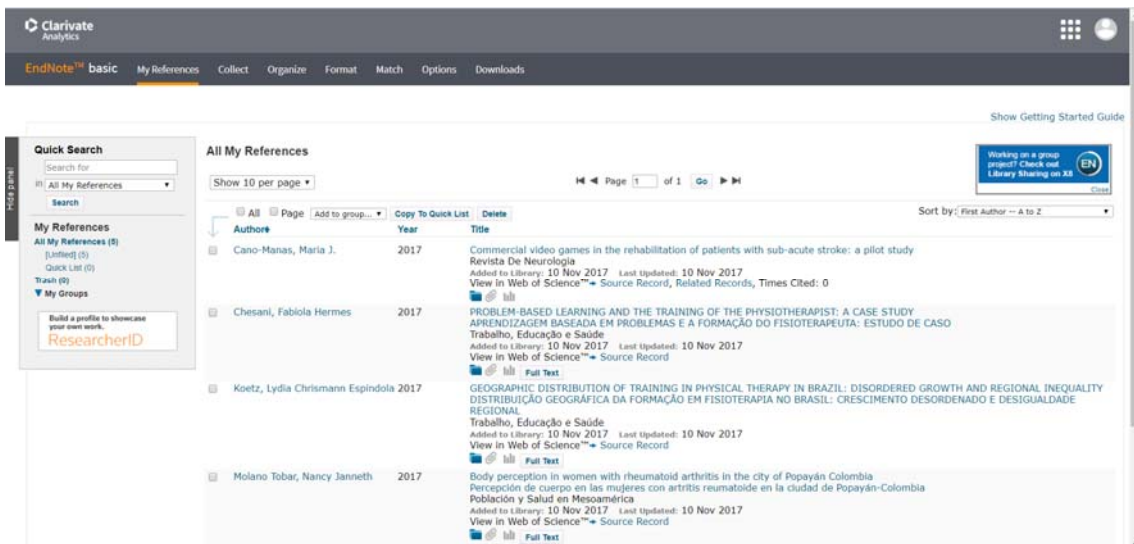 Clarivate
Analytics
EndNote™ basic My References Collect Organize Format Match Options Downloads
Show Getting Started Guide
Hide panel
Quick Search
Search for
in All My References
Search
My References
All My References (5)
[Unfiled] (5)
Quick List (0)
Trash (0)
▼ My Groups
Build a profile to showcase
your own work.
ResearcherID
All My References
Show 10 per page
Page 1 of 1 Go
Working on a group
project? Check out
Library Sharing on X8
EN
Close
All Page Add to group... Copy To Quick List Delete
Sort by: First Author -- A to Z
Author Year Title
Cano-Manas, Maria J. 2017 Commercial video games in the rehabilitation of patients with sub-acute stroke: a pilot study
Revista De Neurologia
Added to Library: 10 Nov 2017 Last Updated: 10 Nov 2017
View in Web of Science™ Source Record, Related Records, Times Cited: 0
Chesani, Fabiola Hermes 2017 PROBLEM-BASED LEARNING AND THE TRAINING OF THE PHYSIOTHERAPIST: A CASE STUDY
APRENDIZAGEM BASEADA EM PROBLEMAS E A FORMAÇÃO DO FISIOTERAPEUTA: ESTUDO DE CASO
Trabalho, Educação e Saúde
Added to Library: 10 Nov 2017 Last Updated: 10 Nov 2017
View in Web of Science™ Source Record
Full Text
Koetz, Lydia Chrismann Espindola 2017 GEOGRAPHIC DISTRIBUTION OF TRAINING IN PHYSICAL THERAPY IN BRAZIL: DISORDERED GROWTH AND REGIONAL INEQUALITY
DISTRIBUIÇÃO GEOGRÁFICA DA FORMAÇÃO EM FISIOTERAPIA NO BRASIL: CRESCIMENTO DESORDENADO E DESIGUALDADE
REGIONAL
Trabalho, Educação e Saúde
Added to Library: 10 Nov 2017 Last Updated: 10 Nov 2017
View in Web of Science™ Source Record
Full Text
Molano Tobar, Nancy Janneth 2017 Body perception in women with rheumatoid arthritis in the city of Popayán Colombia
Percepción de cuerpo en las mujeres con artritis reumatoide en la ciudad de Popayán-Colombia
Población y Salud en Mesoamérica
Added to Library: 10 Nov 2017 Last Updated: 10 Nov 2017
View in Web of Science™ Source Record
Full Text